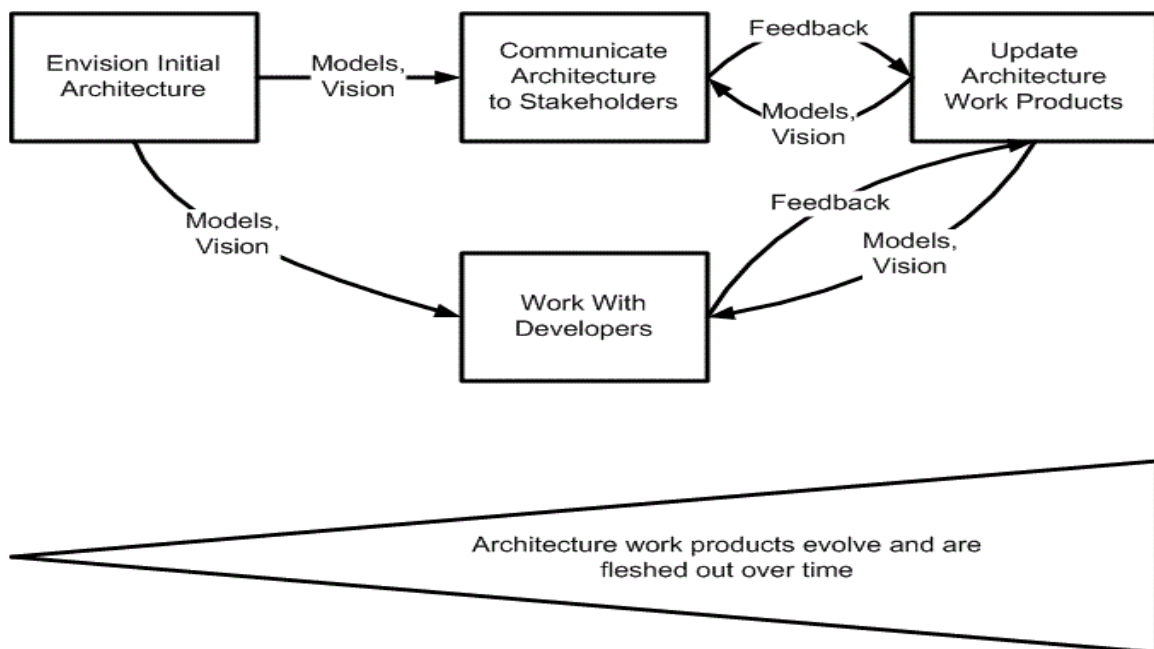 Envision Initial
Architecture
Models,
Vision
Communicate
Architecture
to Stakeholders
Feedback
Models,
Vision
Update
Architecture
Work Products
Models,
Vision
Work With
Developers
Feedback
Models,
Vision
Architecture work products evolve and are
fleshed out over time